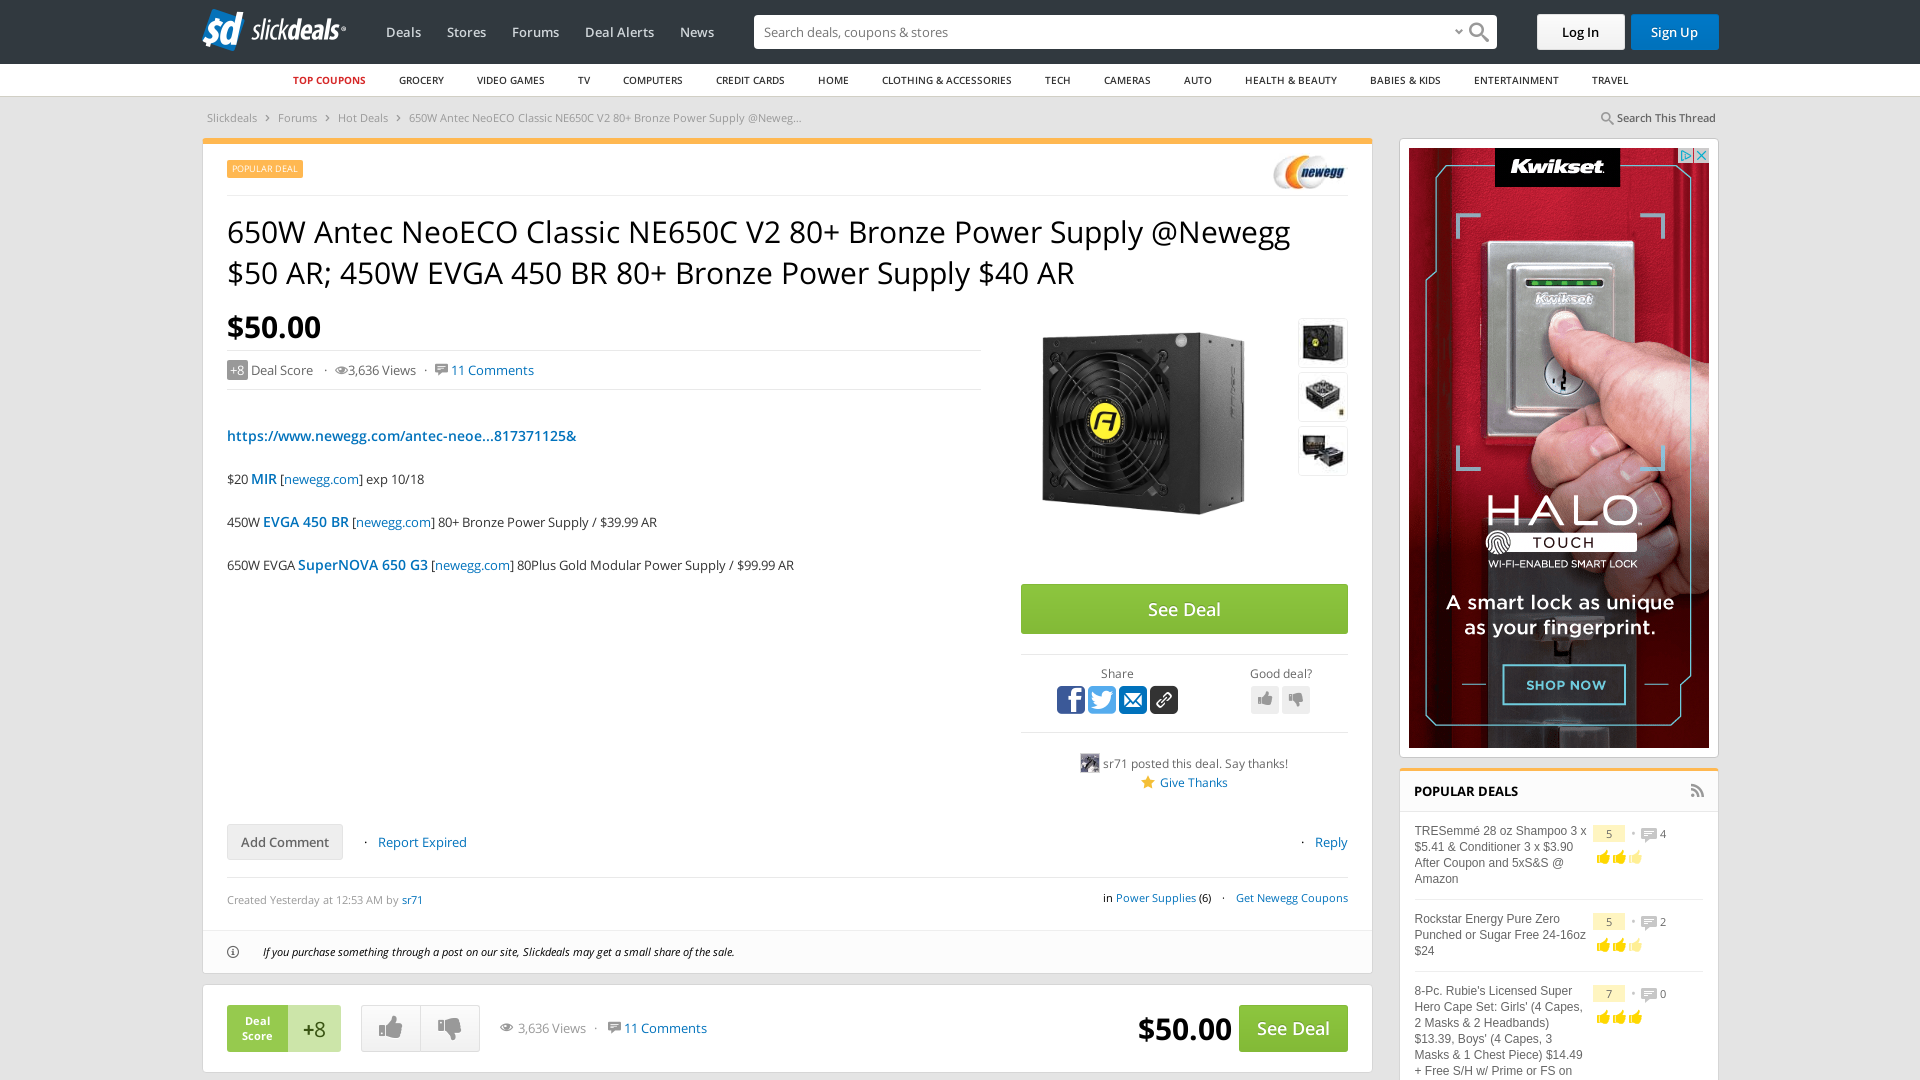 slickdeals
Deals
Stores
Forums
Deal Alerts
News
Search deals, coupons & stores
Log In
Sign Up
TOP COUPONS
GROCERY
VIDEO GAMES
TV
COMPUTERS
CREDIT CARDS
HOME
CLOTHING & ACCESSORIES
TECH
CAMERAS
AUTO
HEALTH & BEAUTY
BABIES & KIDS
ENTERTAINMENT
TRAVEL
Slickdeals › Forums › Hot Deals › 650W Antec NeoECO Classic NE650C V2 80+ Bronze Power Supply @Neweg...
Search This Thread
POPULAR DEAL
newegg
650W Antec NeoECO Classic NE650C V2 80+ Bronze Power Supply @Newegg
$50 AR; 450W EVGA 450 BR 80+ Bronze Power Supply $40 AR
$50.00
+8 Deal Score · 3,636 Views · 11 Comments
https://www.newegg.com/antec-neoe...817371125&
$20 MIR [newegg.com] exp 10/18
450W EVGA 450 BR [newegg.com] 80+ Bronze Power Supply / $39.99 AR
650W EVGA SuperNOVA 650 G3 [newegg.com] 80Plus Gold Modular Power Supply / $99.99 AR
See Deal
Share
Good deal?
sr71 posted this deal. Say thanks!
Give Thanks
Add Comment
· Report Expired
· Reply
Created Yesterday at 12:53 AM by sr71
in Power Supplies (6) · Get Newegg Coupons
If you purchase something through a post on our site, Slickdeals may get a small share of the sale.
Deal
Score
+8
3,636 Views · 11 Comments
$50.00
See Deal
Kwikset
Kwikset
HALO
TOUCH
WI-FI-ENABLED SMART LOCK
A smart lock as unique
as your fingerprint.
SHOP NOW
POPULAR DEALS
TRESemmé 28 oz Shampoo 3 x
$5.41 & Conditioner 3 x $3.90
After Coupon and 5xS&S @
Amazon
5 • 4
Rockstar Energy Pure Zero
Punched or Sugar Free 24-16oz
$24
5 • 2
8-Pc. Rubie's Licensed Super
Hero Cape Set: Girls' (4 Capes,
2 Masks & 2 Headbands)
$13.39, Boys' (4 Capes, 3
Masks & 1 Chest Piece) $14.49
+ Free S/H w/ Prime or FS on
7 • 0